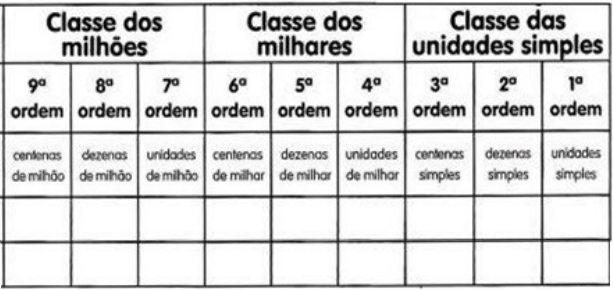 Classe dos milhões Classe dos milhares Classe das unidades simples
9ª ordem 8ª ordem 7ª ordem 6ª ordem 5ª ordem 4ª ordem 3ª ordem 2ª ordem 1ª ordem
centenas de milhão dezenas de milhão unidades de milhão centenas de milhar dezenas de milhar unidades de milhar centenas simples dezenas simples unidades simples